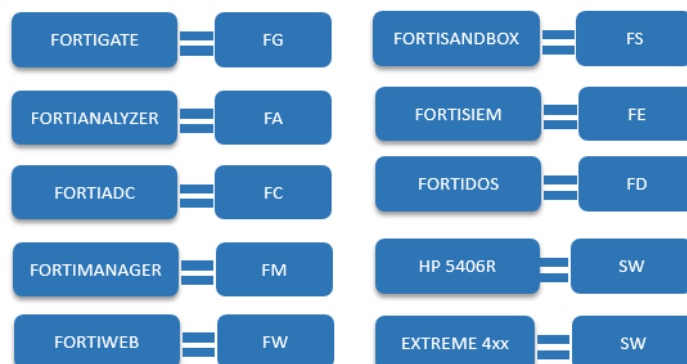 FORTIGATE FG
FORTIANALYZER FA
FORTIADC FC
FORTIMANAGER FM
FORTIWEB FW
FORTISANDBOX FS
FORTISIEM FE
FORTIDOS FD
HP 5406R SW
EXTREME 4xx SW